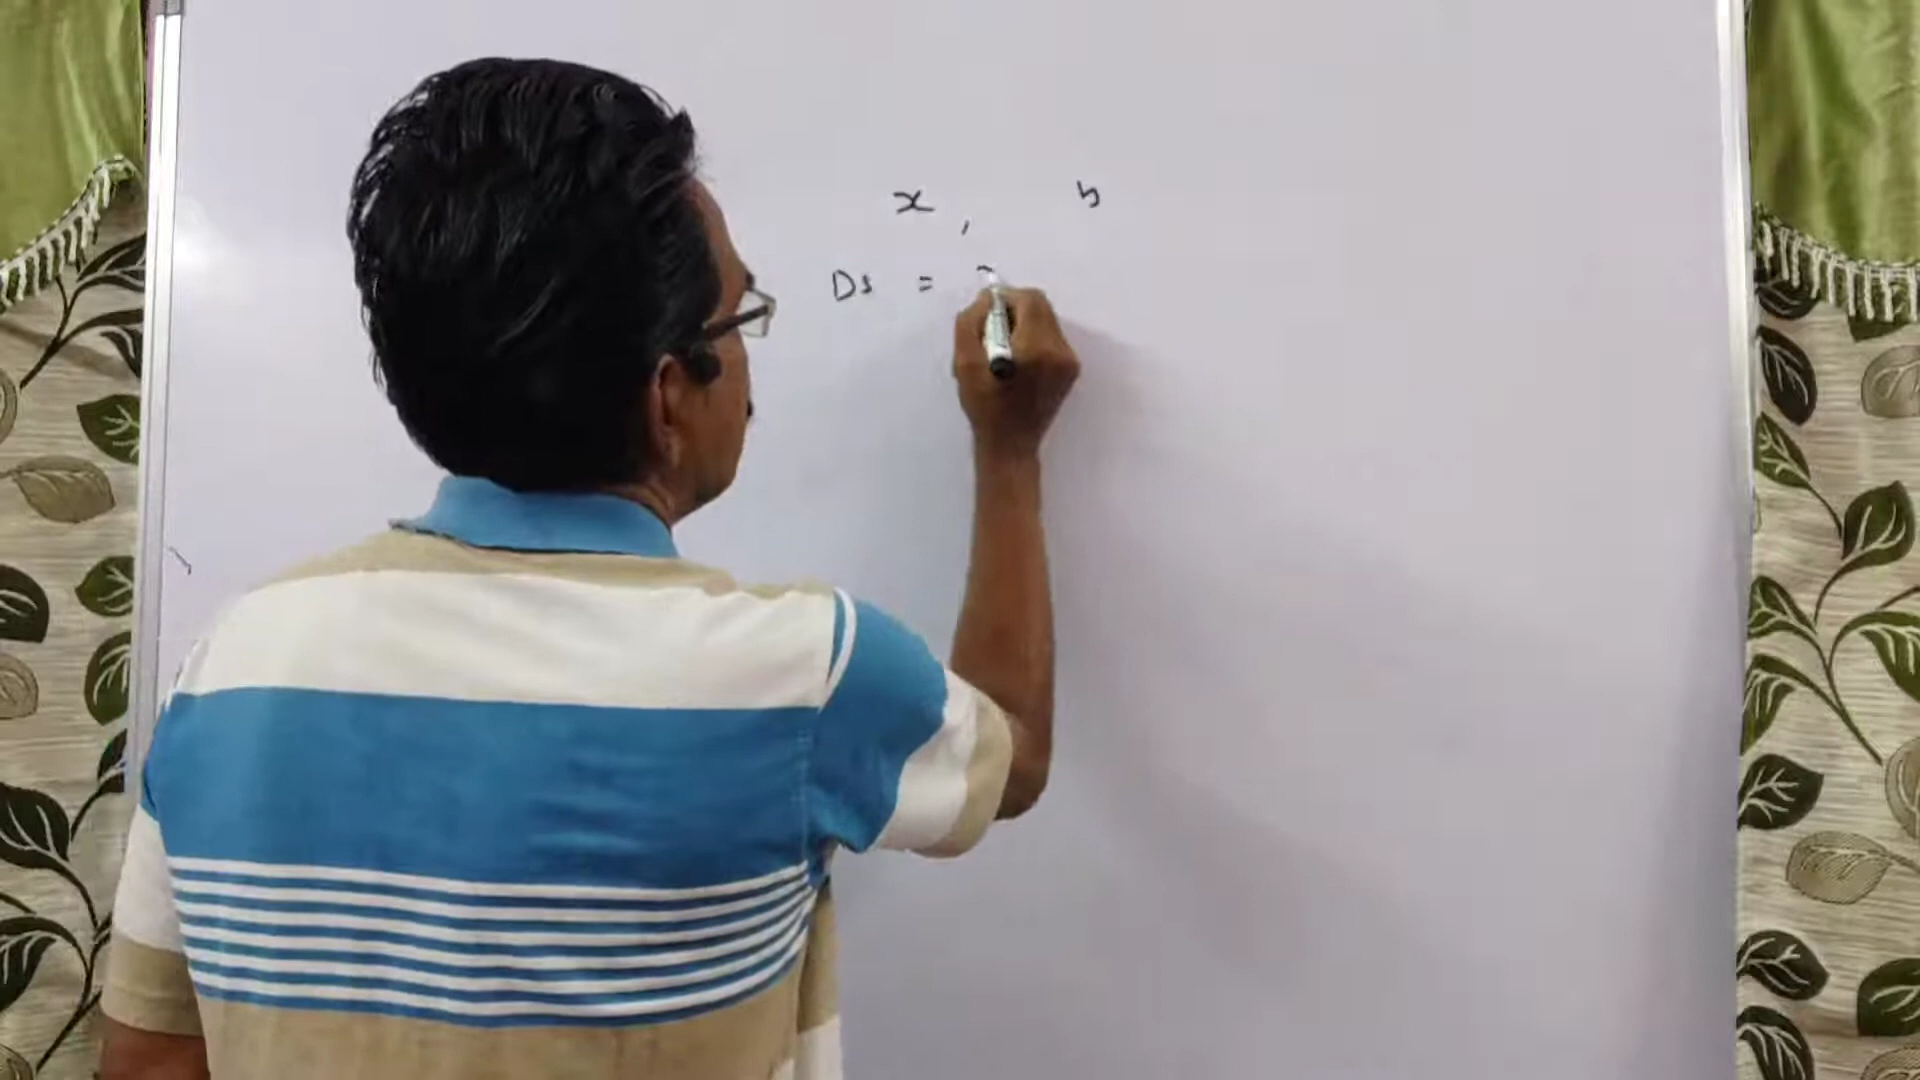 x , y
Ds =